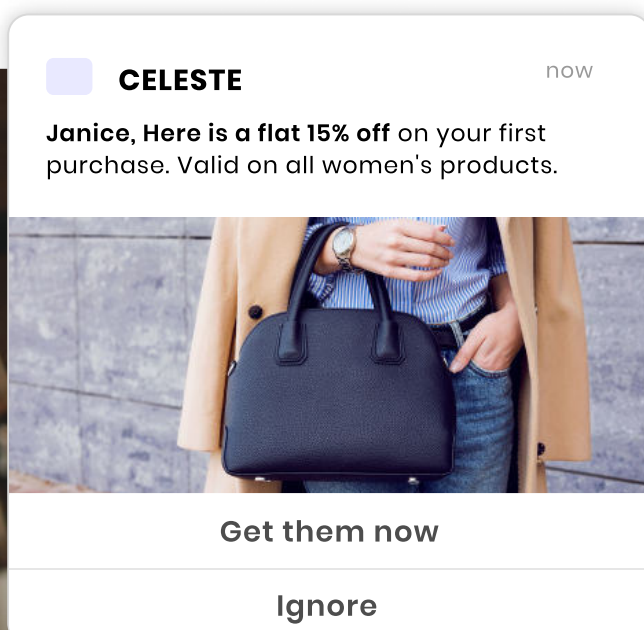 CELESTE
now
Janice, Here is a flat 15% off on your first
purchase. Valid on all women's products.
Get them now
Ignore